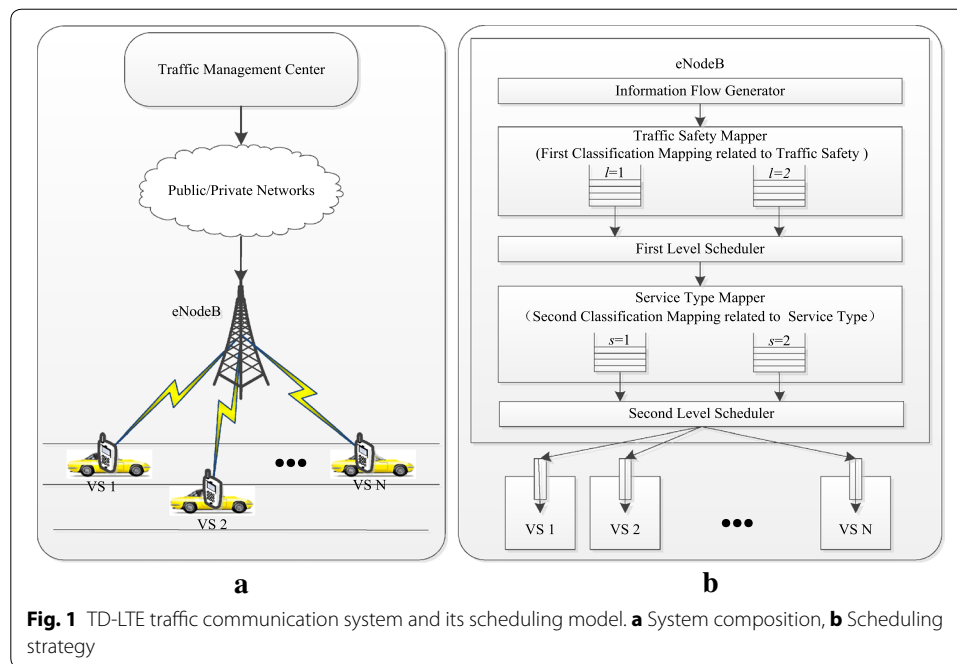 Traffic Management Center
Public/Private Networks
eNodeB
VS 1
VS 2
VS N
a
eNodeB
Information Flow Generator
Traffic Safety Mapper
(First Classification Mapping related to Traffic Safety )
l=1
l=2
First Level Scheduler
Service Type Mapper
（Second Classification Mapping related to Service Type）
s=1
s=2
Second Level Scheduler
VS 1
VS 2
VS N
b
Fig. 1 TD-LTE traffic communication system and its scheduling model. a System composition, b Scheduling
strategy